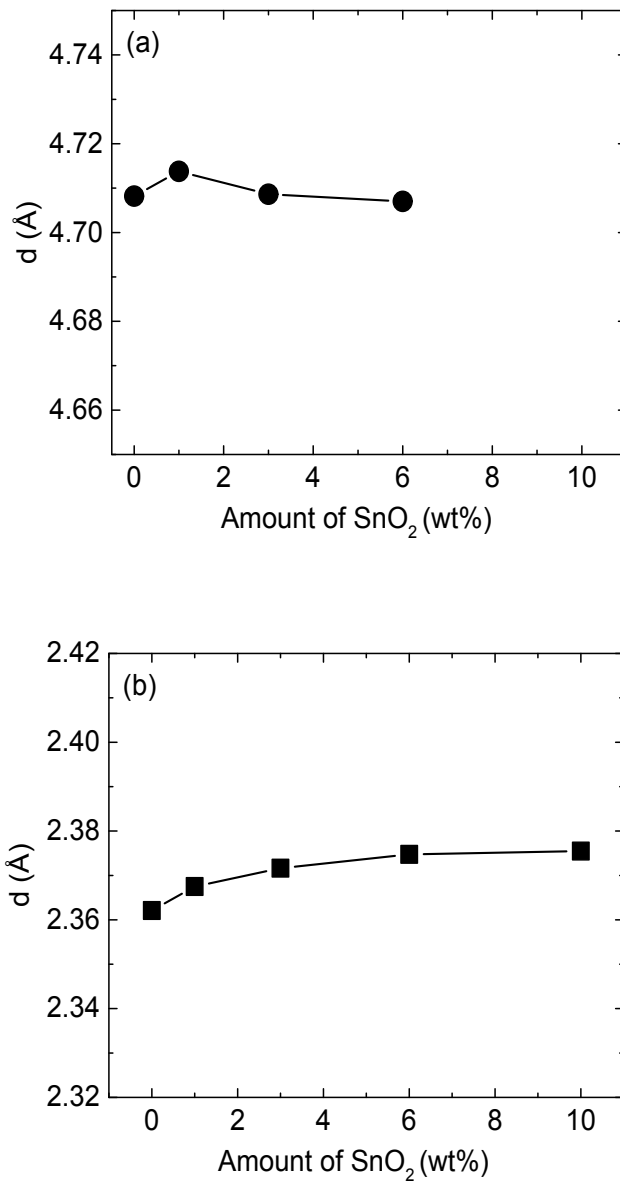 (a)
4.74
4.72
4.70
4.68
4.66
d (Å)
0 2 4 6 8 10
Amount of SnO₂ (wt%)
(b)
2.42
2.40
2.38
2.36
2.34
2.32
d (Å)
0 2 4 6 8 10
Amount of SnO₂ (wt%)